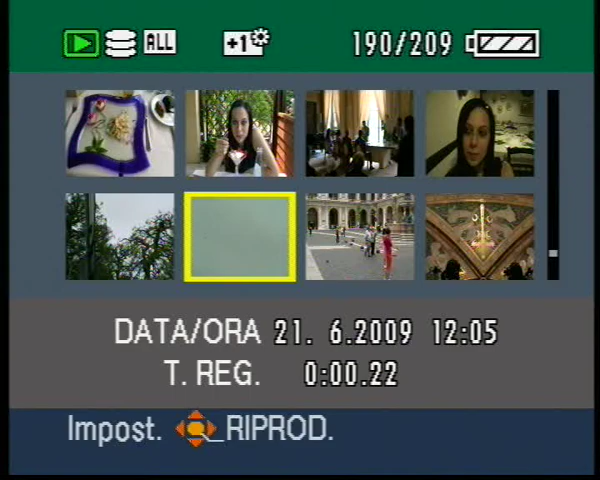 ALL +1 190/209
DATA/ORA 21. 6.2009 12:05
T. REG. 0:00.22
Impost. RIPROD.